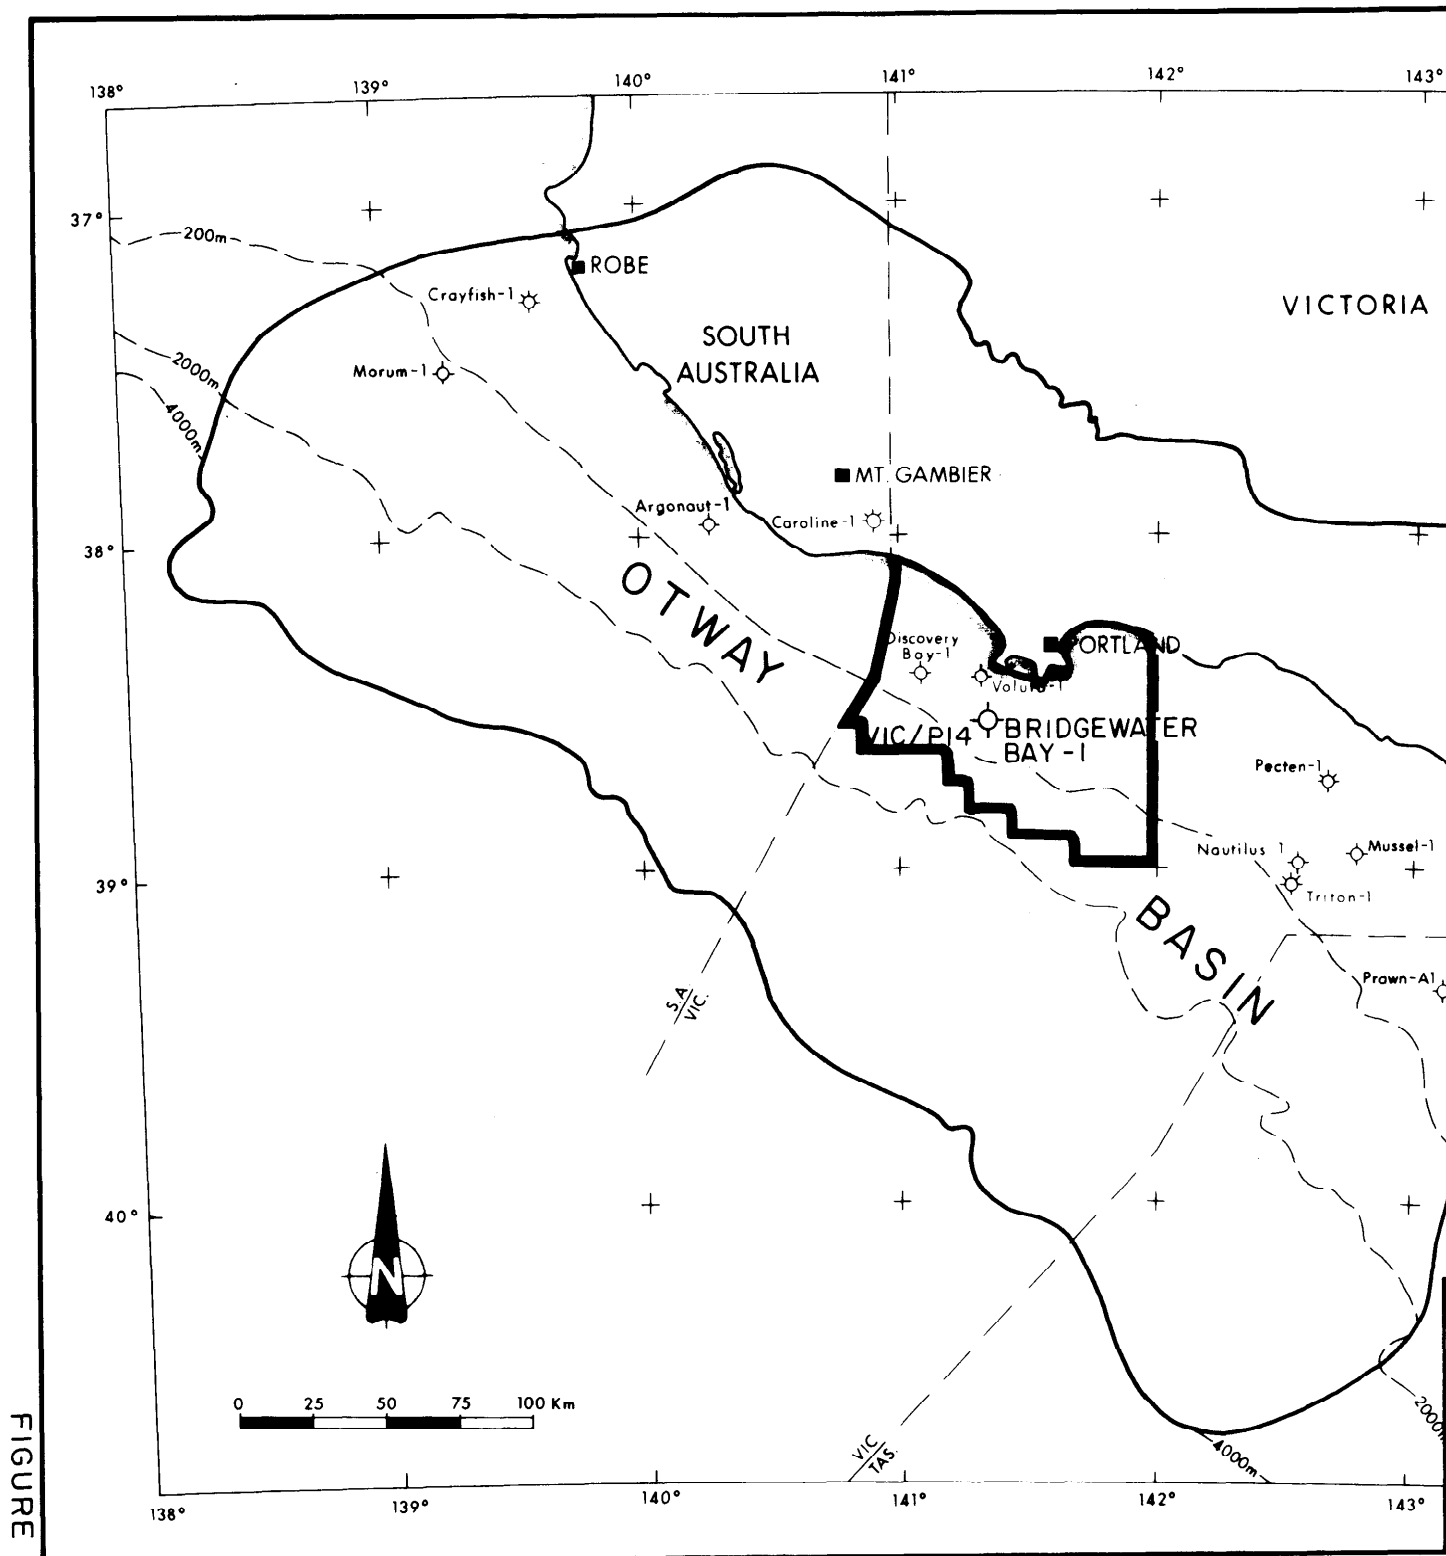 138°
139°
140°
141°
142°
143°
37°
200m
ROBE
Crayfish-1
VICTORIA
SOUTH
AUSTRALIA
2000m
Morum-1
4000m
MT. GAMBIER
Argonaut-1
Caroline-1
38°
OTWAY
Discovery
Bay-1
PORTLAND
Voluta-1
VIC/P14
BRIDGEWATER
BAY-1
Pecten-1
Nautilus 1
Mussel-1
39°
Triton-1
BASIN
Prawn-A1
S.A
VIC.
40°
N
0 25 50 75 100 Km
2000m
VIC
TAS.
4000m
138°
139°
140°
141°
142°
143°
FIGURE